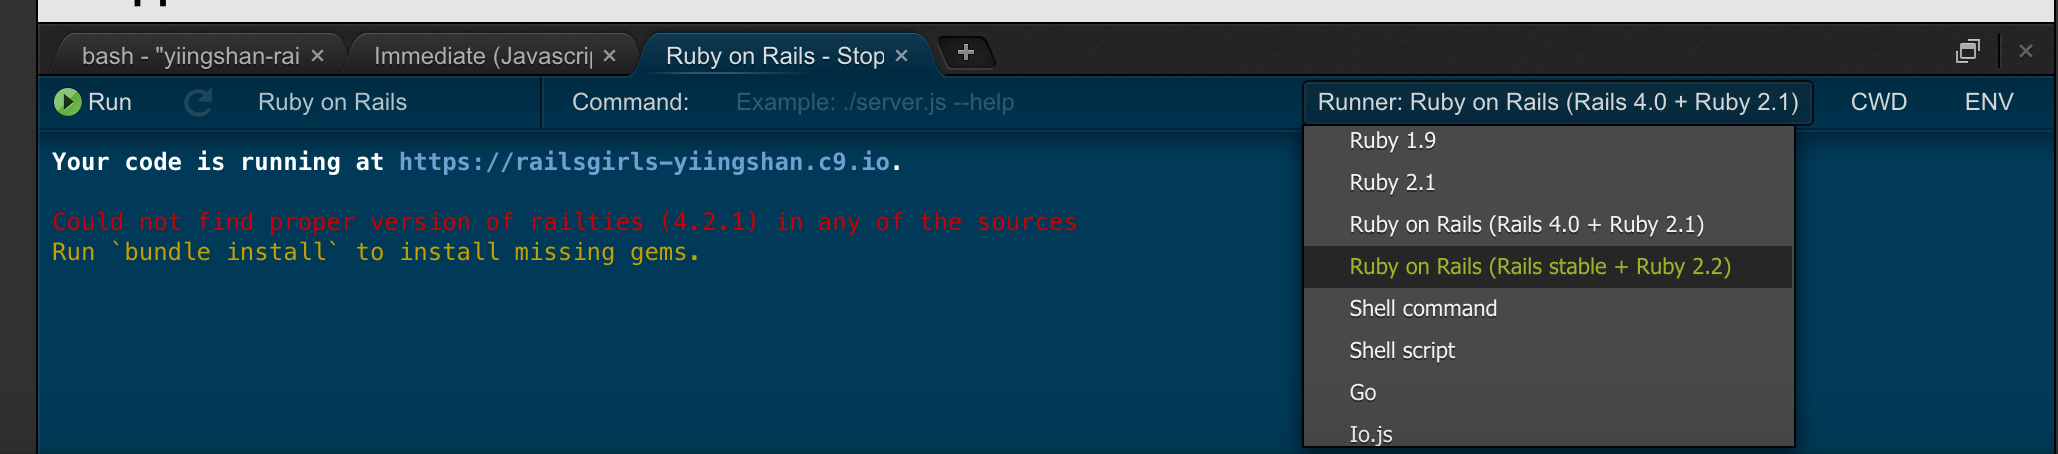 bash - "yiingshan-rai × Immediate (Javascrip × Ruby on Rails - Stop × +
Run Ruby on Rails Command: Example: ./server.js --help Runner: Ruby on Rails (Rails 4.0 + Ruby 2.1) CWD ENV
Your code is running at https://railsgirls-yiingshan.c9.io.
Could not find proper version of railties (4.2.1) in any of the sources
Run `bundle install` to install missing gems.
Ruby 1.9
Ruby 2.1
Ruby on Rails (Rails 4.0 + Ruby 2.1)
Ruby on Rails (Rails stable + Ruby 2.2)
Shell command
Shell script
Go
Io.js